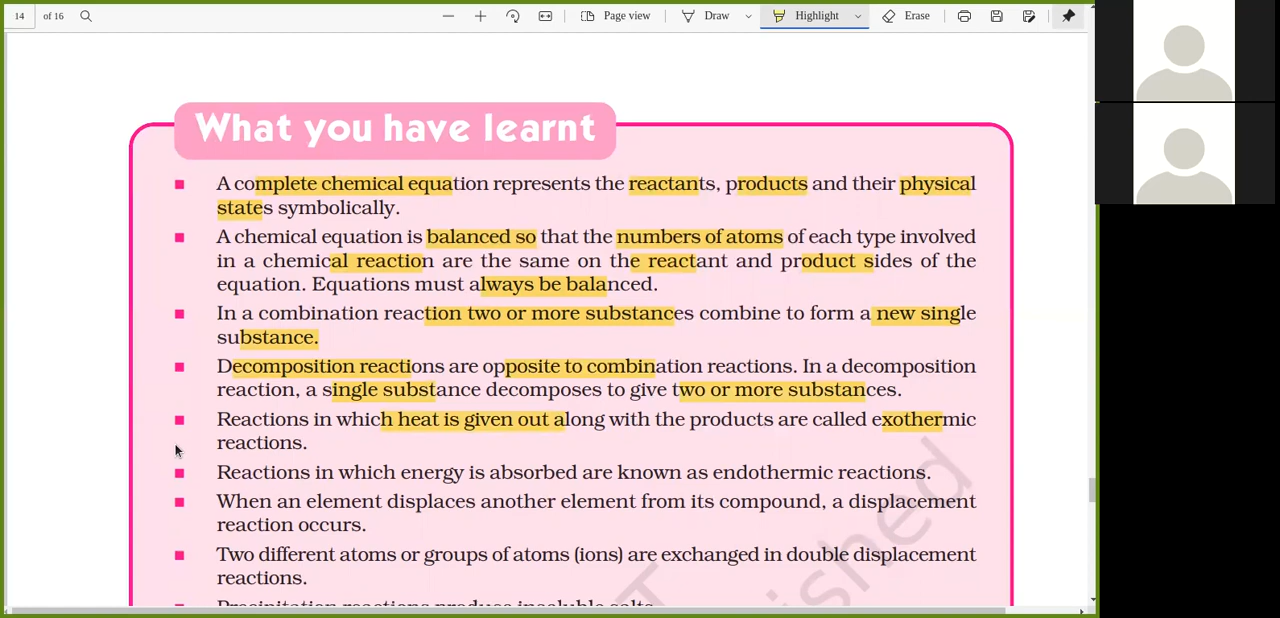 14 of 16 Page view Draw Highlight Erase
What you have learnt
A complete chemical equation represents the reactants, products and their physical
states symbolically.
A chemical equation is balanced so that the numbers of atoms of each type involved
in a chemical reaction are the same on the reactant and product sides of the
equation. Equations must always be balanced.
In a combination reaction two or more substances combine to form a new single
substance.
Decomposition reactions are opposite to combination reactions. In a decomposition
reaction, a single substance decomposes to give two or more substances.
Reactions in which heat is given out along with the products are called exothermic
reactions.
Reactions in which energy is absorbed are known as endothermic reactions.
When an element displaces another element from its compound, a displacement
reaction occurs.
Two different atoms or groups of atoms (ions) are exchanged in double displacement
reactions.
Precipitation reactions produce insoluble salts.